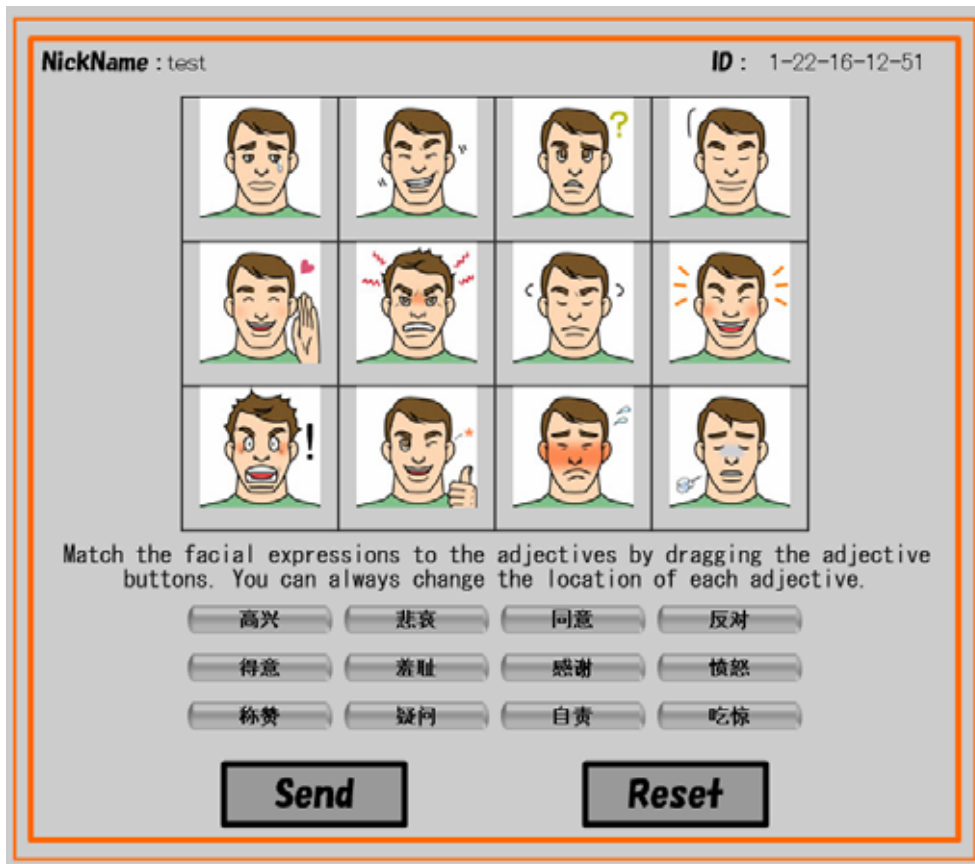 NickName : test
ID : 1-22-16-12-51
?
!
Match the facial expressions to the adjectives by dragging the adjective
buttons. You can always change the location of each adjective.
高兴 悲哀 同意 反对
得意 羞耻 感谢 愤怒
称赞 疑问 自责 吃惊
Send Reset